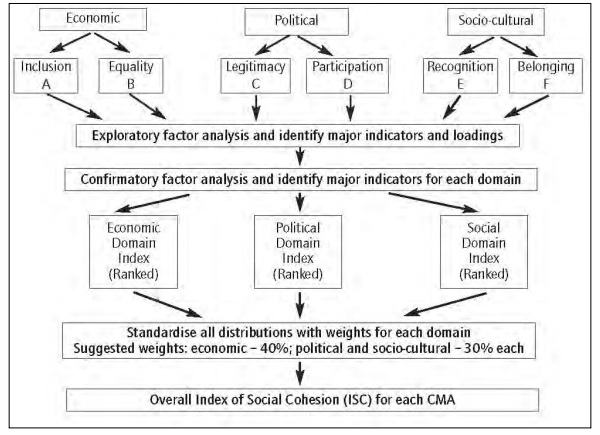 Economic
Political
Socio-cultural
Inclusion
A
Equality
B
Legitimacy
C
Participation
D
Recognition
E
Belonging
F
Exploratory factor analysis and identify major indicators and loadings
Confirmatory factor analysis and identify major indicators for each domain
Economic
Domain
Index
(Ranked)
Political
Domain
Index
(Ranked)
Social
Domain
Index
(Ranked)
Standardise all distributions with weights for each domain
Suggested weights: economic – 40%; political and socio-cultural – 30% each
Overall Index of Social Cohesion (ISC) for each CMA